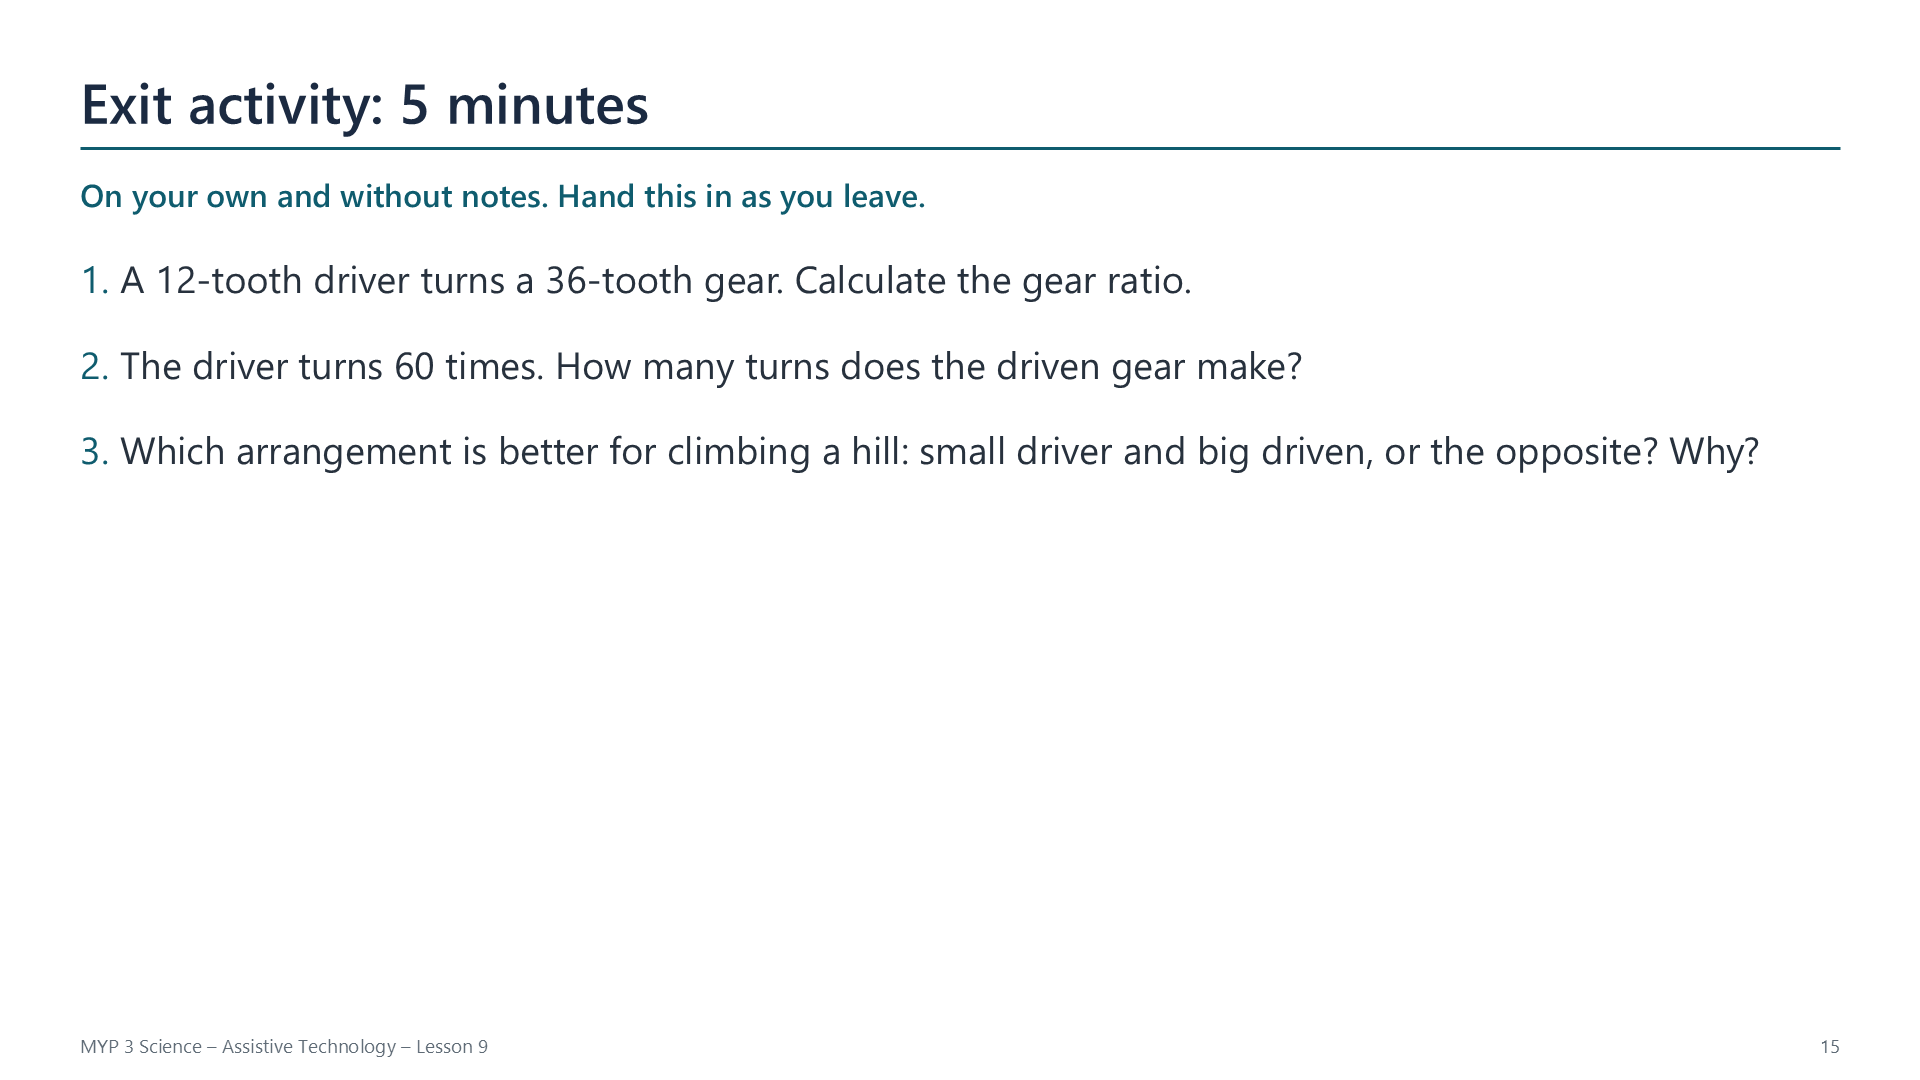 Exit activity: 5 minutes
On your own and without notes. Hand this in as you leave.
1. A 12-tooth driver turns a 36-tooth gear. Calculate the gear ratio.
2. The driver turns 60 times. How many turns does the driven gear make?
3. Which arrangement is better for climbing a hill: small driver and big driven, or the opposite? Why?
MYP 3 Science – Assistive Technology – Lesson 9
15